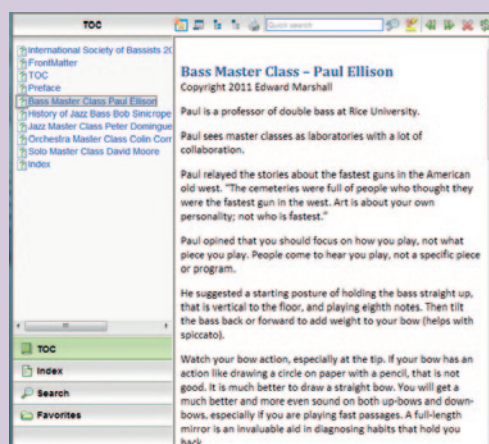 TOC
Quick search
International Society of Bassists 20
FrontMatter
TOC
Preface
Bass Master Class Paul Ellison
History of Jazz Bass Bob Sinicrope
Jazz Master Class Peter Domingue
Orchestra Master Class Colin Corr
Solo Master Class David Moore
Index
TOC
Index
Search
Favorites
Bass Master Class – Paul Ellison
Copyright 2011 Edward Marshall
Paul is a professor of double bass at Rice University.
Paul sees master classes as laboratories with a lot of
collaboration.
Paul relayed the stories about the fastest guns in the American
old west. "The cemeteries were full of people who thought they
were the fastest gun in the west. Art is about your own
personality; not who is fastest."
Paul opined that you should focus on how you play, not what
piece you play. People come to hear you play, not a specific piece
or program.
He suggested a starting posture of holding the bass straight up,
that is vertical to the floor, and playing eighth notes. Then tilt
the bass back or forward to add weight to your bow (helps with
spiccato).
Watch your bow action, especially at the tip. If your bow has an
action like drawing a circle on paper with a pencil, that is not
good. It is much better to draw a straight bow. You will get a
much better and more even sound on both up-bows and down-
bows, especially if you are playing fast passages. A full-length
mirror is an invaluable aid in diagnosing habits that hold you
back.